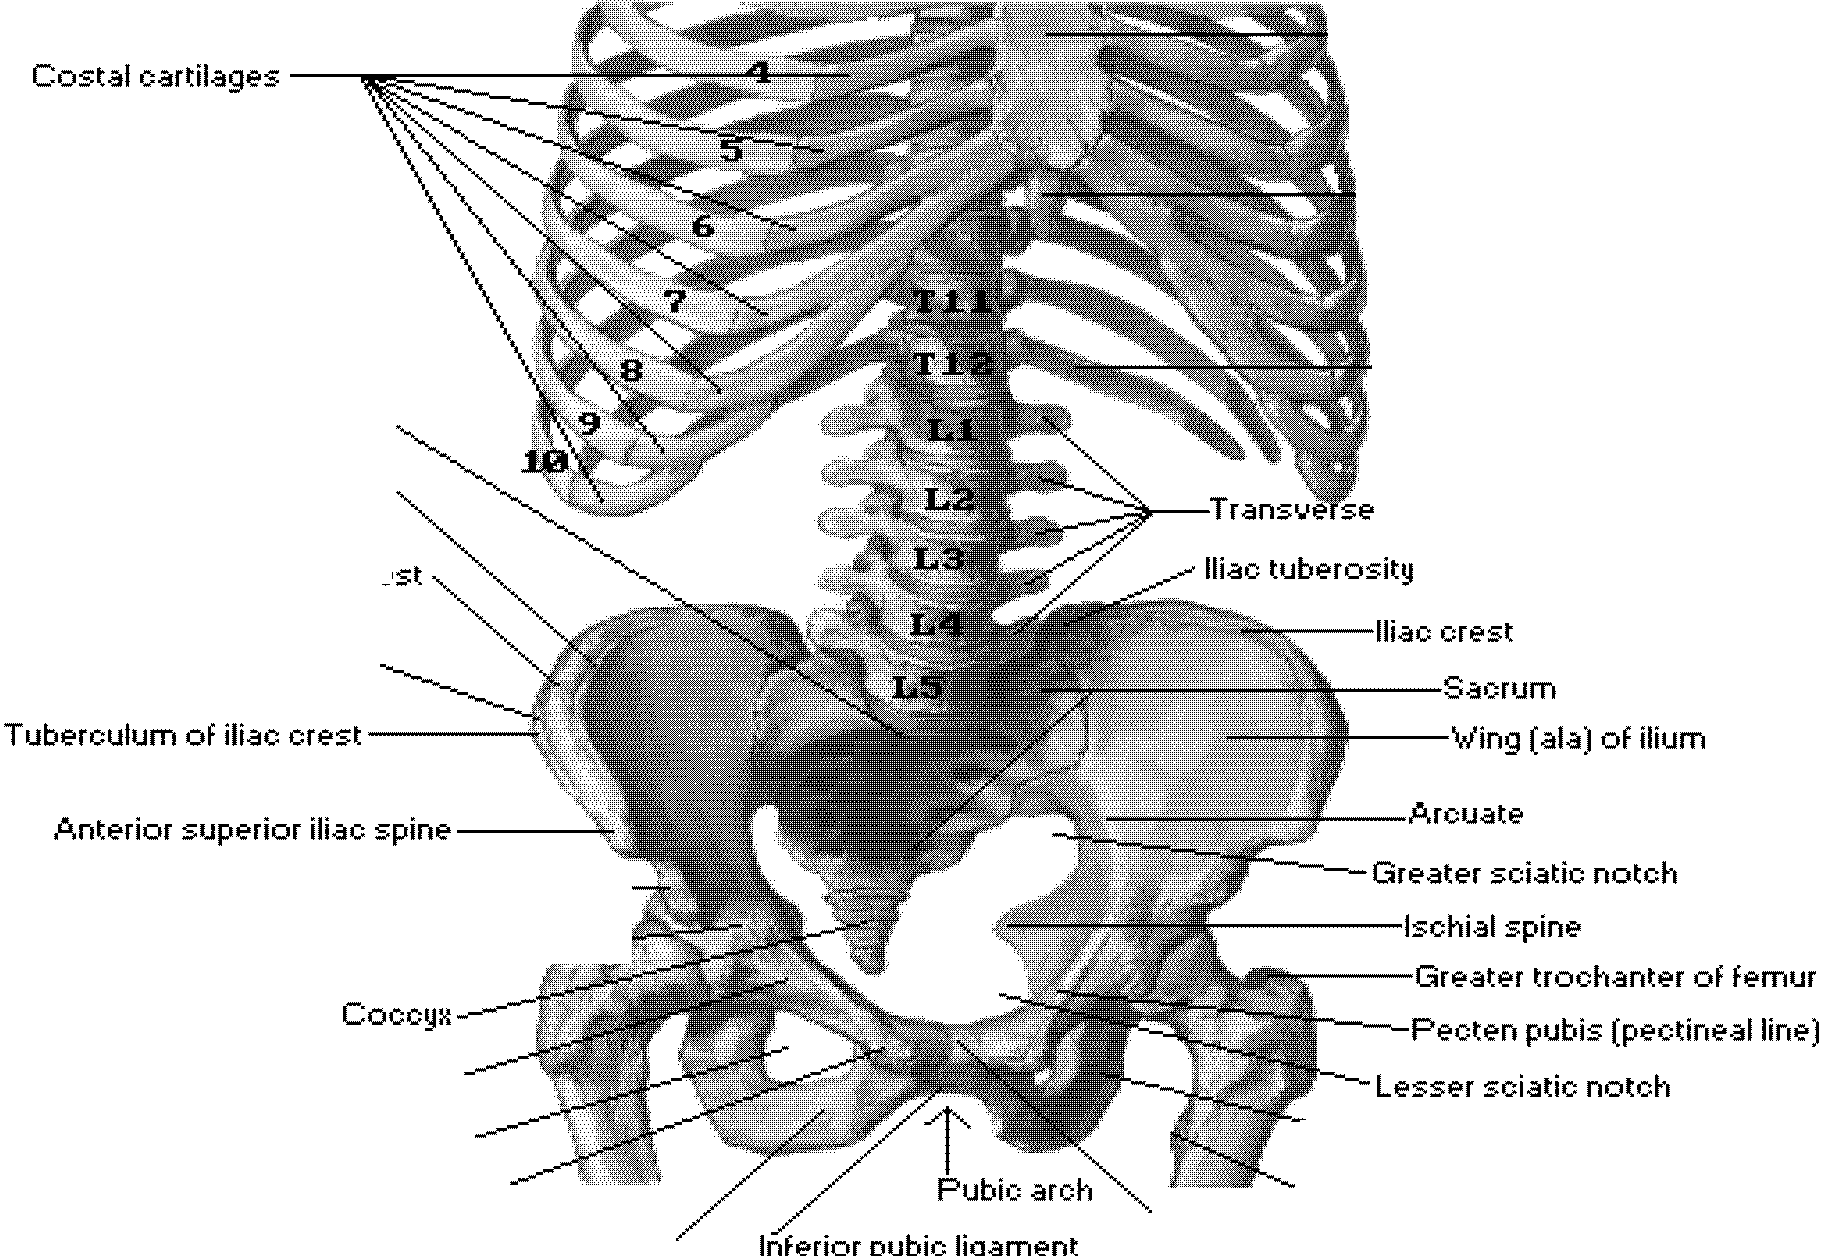 Costal cartilages
4
5
6
7
8
9
10
T11
T12
L1
L2
L3
L4
L5
Transverse
Iliac tuberosity
st
Iliac crest
Sacrum
Tuberculum of iliac crest
Wing (ala) of ilium
Anterior superior iliac spine
Arcuate
Greater sciatic notch
Ischial spine
Greater trochanter of femur
Coccyx
Pecten pubis (pectineal line)
Lesser sciatic notch
Pubic arch
Inferior pubic ligament